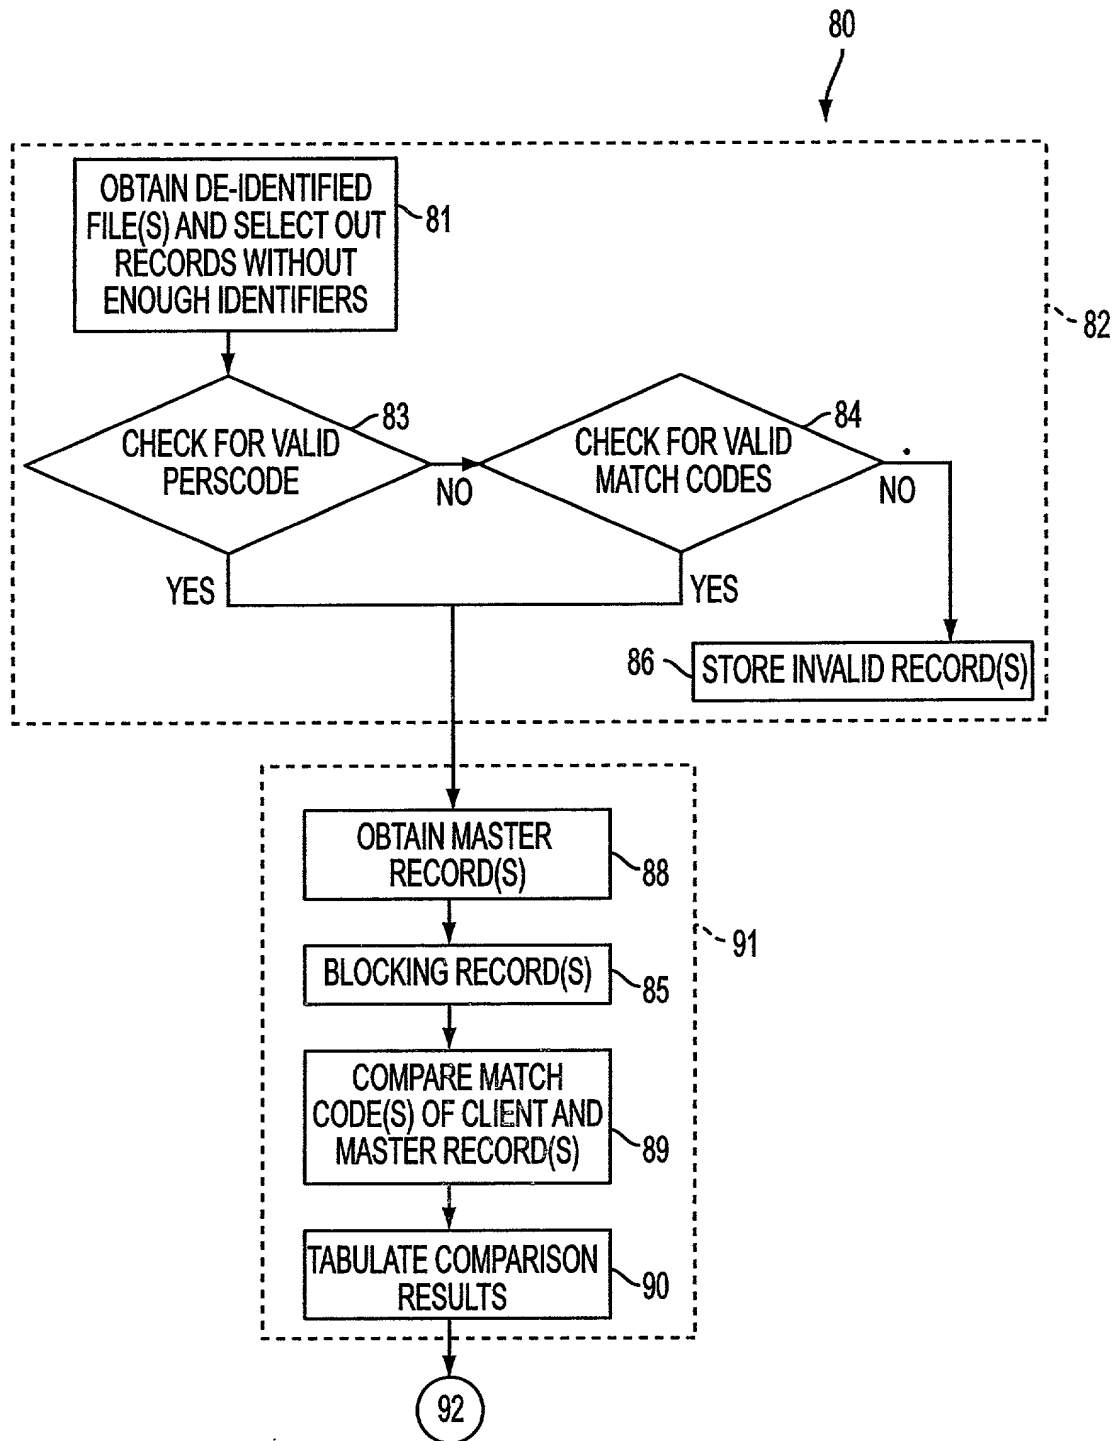 80
OBTAIN DE-IDENTIFIED
FILE(S) AND SELECT OUT
RECORDS WITHOUT
ENOUGH IDENTIFIERS
81
82
CHECK FOR VALID
PERSCODE
83
NO
CHECK FOR VALID
MATCH CODES
84
NO
YES
YES
86
STORE INVALID RECORD(S)
OBTAIN MASTER
RECORD(S)
88
91
BLOCKING RECORD(S)
85
COMPARE MATCH
CODE(S) OF CLIENT AND
MASTER RECORD(S)
89
TABULATE COMPARISON
RESULTS
90
92